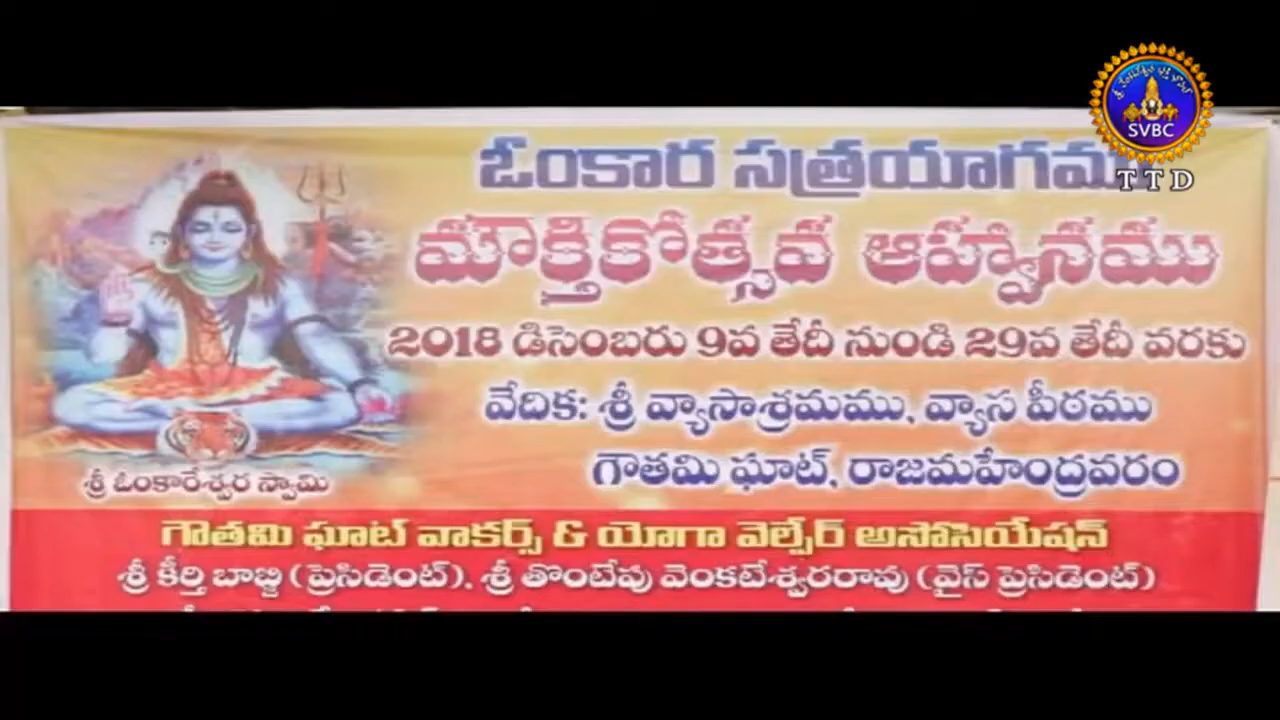 ఓంకార సత్రయాగము
మౌక్తికోత్సవ ఆహ్వానము
2018 డిసెంబరు 9వ తేదీ నుండి 29వ తేదీ వరకు
వేదిక: శ్రీ వ్యాసాశ్రమము, వ్యాస పీఠము
గౌతమి ఘాట్, రాజమహేంద్రవరం
శ్రీ ఓంకారేశ్వర స్వామి
గౌతమి ఘాట్ వాకర్స్ & యోగా వెల్ఫేర్ అసోసియేషన్
శ్రీ కీర్తి బాబ్జి (ప్రెసిడెంట్), శ్రీ తొంటేపు వెంకటేశ్వరరావు (వైస్ ప్రెసిడెంట్)
SVBC
TTD